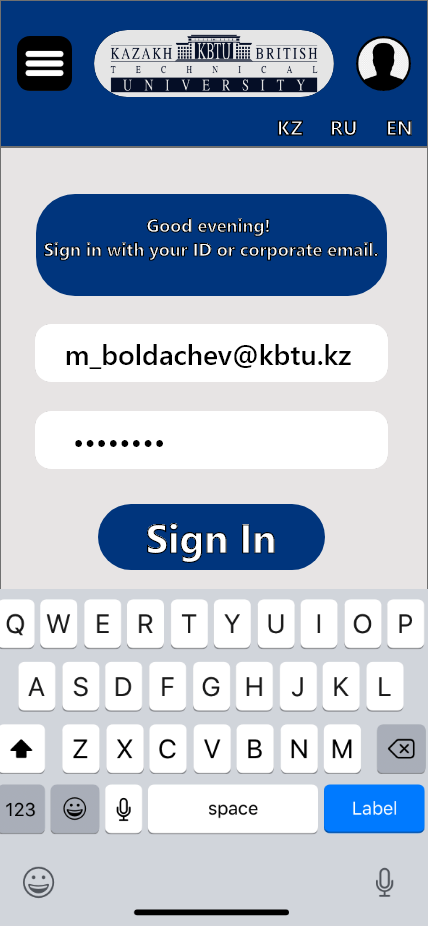 KAZAKH KBTU BRITISH
TECHNICAL
UNIVERSITY
KZ RU EN
Good evening!
Sign in with your ID or corporate email.
m_boldachev@kbtu.kz
••••••••
Sign In
Q W E R T Y U I O P
A S D F G H J K L
Z X C V B N M
123 space Label